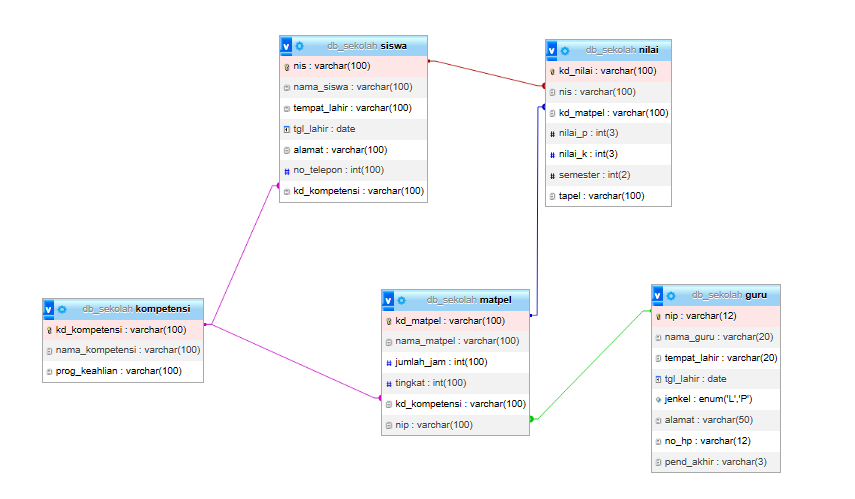 db_sekolah siswa
nis : varchar(100)
nama_siswa : varchar(100)
tempat_lahir : varchar(100)
tgl_lahir : date
alamat : varchar(100)
no_telepon : int(100)
kd_kompetensi : varchar(100)
db_sekolah nilai
kd_nilai : varchar(100)
nis : varchar(100)
kd_matpel : varchar(100)
nilai_p : int(3)
nilai_k : int(3)
semester : int(2)
tapel : varchar(100)
db_sekolah kompetensi
kd_kompetensi : varchar(100)
nama_kompetensi : varchar(100)
prog_keahlian : varchar(100)
db_sekolah matpel
kd_matpel : varchar(100)
nama_matpel : varchar(100)
jumlah_jam : int(100)
tingkat : int(100)
kd_kompetensi : varchar(100)
nip : varchar(100)
db_sekolah guru
nip : varchar(12)
nama_guru : varchar(20)
tempat_lahir : varchar(20)
tgl_lahir : date
jenkel : enum('L','P')
alamat : varchar(50)
no_hp : varchar(12)
pend_akhir : varchar(3)